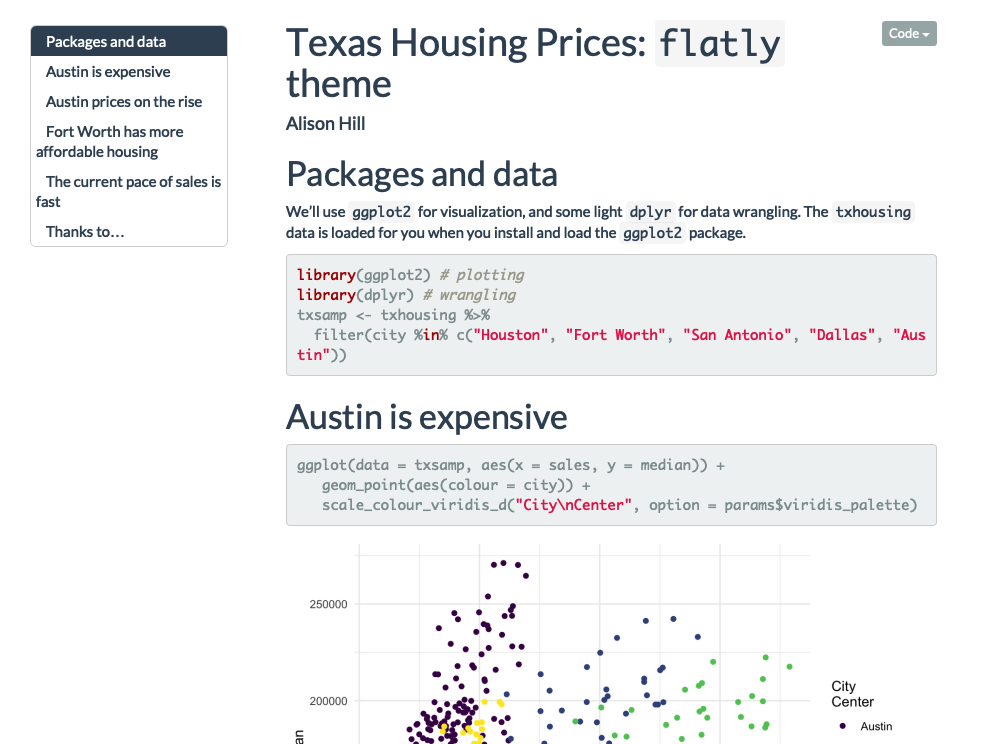 Packages and data
Austin is expensive
Austin prices on the rise
Fort Worth has more
affordable housing
The current pace of sales is
fast
Thanks to…
Code
Texas Housing Prices: flatly
theme
Alison Hill
Packages and data
We’ll use ggplot2 for visualization, and some light dplyr for data wrangling. The txhousing
data is loaded for you when you install and load the ggplot2 package.
library(ggplot2) # plotting
library(dplyr) # wrangling
txsamp <- txhousing %>%
  filter(city %in% c("Houston", "Fort Worth", "San Antonio", "Dallas", "Aus
tin"))
Austin is expensive
ggplot(data = txsamp, aes(x = sales, y = median)) +
   geom_point(aes(colour = city)) +
   scale_colour_viridis_d("City\nCenter", option = params$viridis_palette)
250000
200000
City
Center
Austin